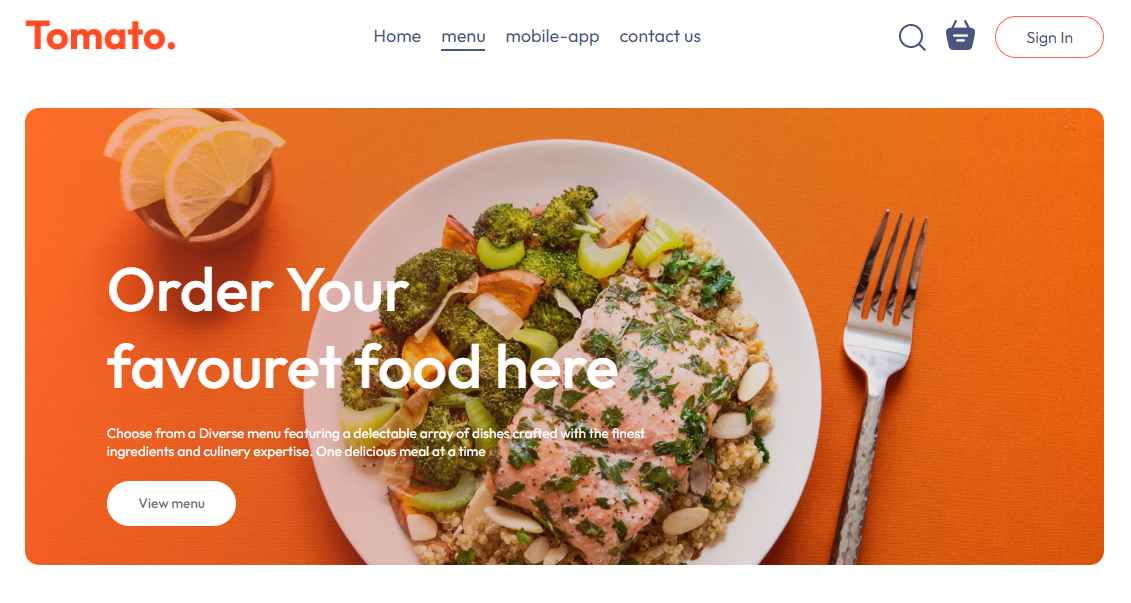 Tomato.
Home menu mobile-app contact us
Sign In
Order Your
favouret food here
Choose from a Diverse menu featuring a delectable array of dishes crafted with the finest
ingredients and culinery expertise. One delicious meal at a time
View menu